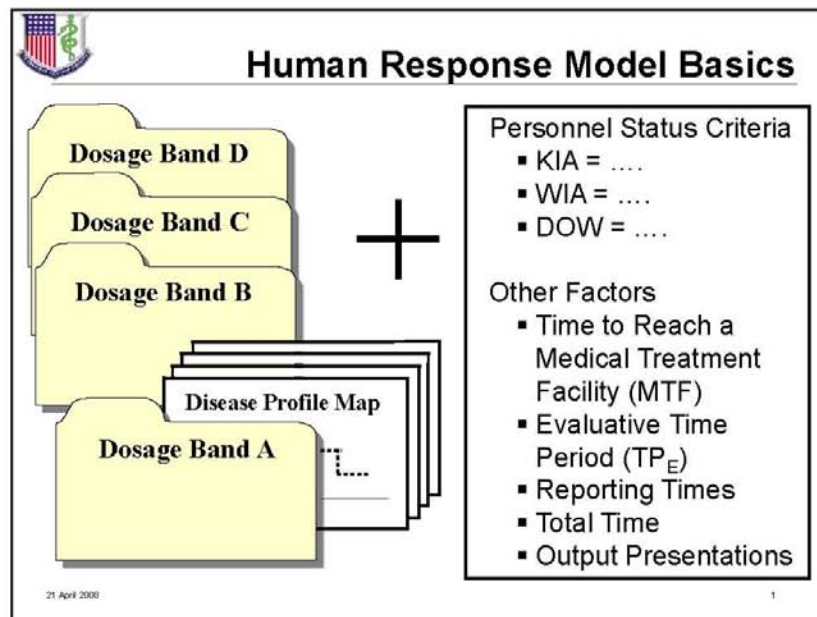 Human Response Model Basics
Dosage Band D
Dosage Band C
Dosage Band B
Disease Profile Map
Dosage Band A
+
Personnel Status Criteria
▪ KIA = ....
▪ WIA = ....
▪ DOW = ....
Other Factors
▪ Time to Reach a
Medical Treatment
Facility (MTF)
▪ Evaluative Time
Period (TPE)
▪ Reporting Times
▪ Total Time
▪ Output Presentations
21 April 2008
1